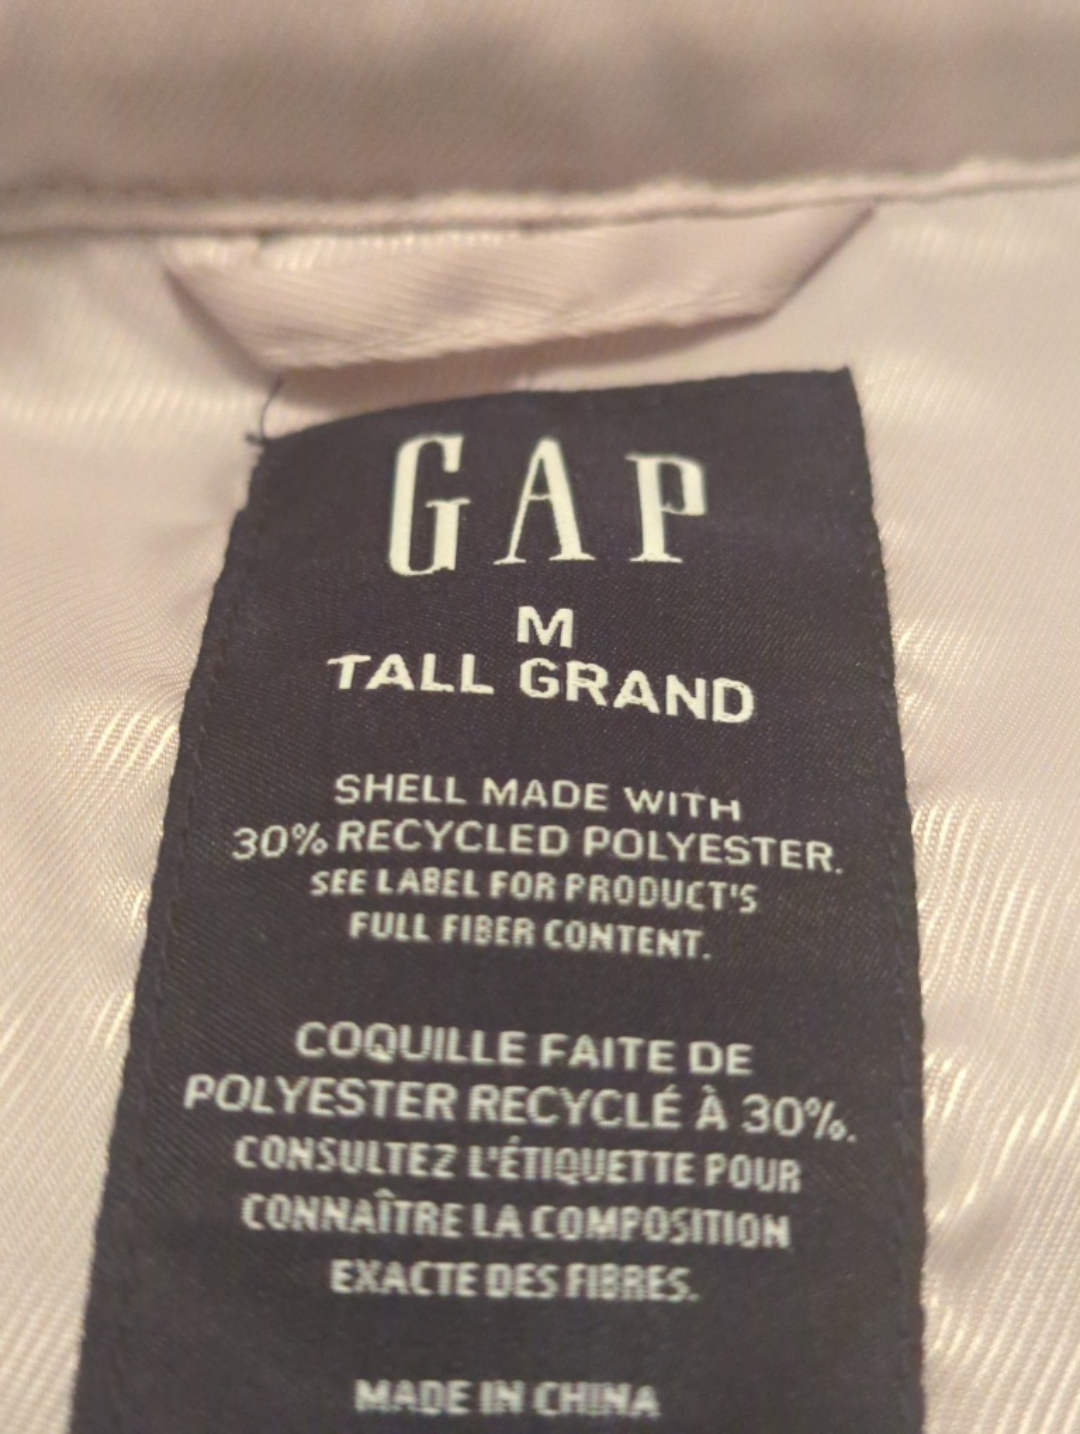 GAP
M
TALL GRAND
SHELL MADE WITH
30% RECYCLED POLYESTER.
SEE LABEL FOR PRODUCT'S
FULL FIBER CONTENT.
COQUILLE FAITE DE
POLYESTER RECYCLÉ À 30%.
CONSULTEZ L'ÉTIQUETTE POUR
CONNAÎTRE LA COMPOSITION
EXACTE DES FIBRES.
MADE IN CHINA